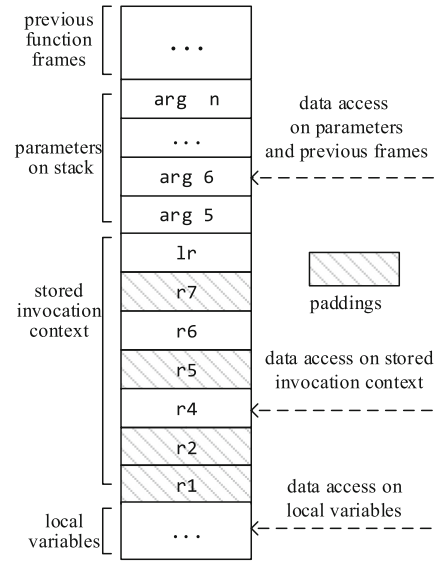 previous
function
frames
...
arg n
...
arg 6
arg 5
parameters
on stack
data access
on parameters
and previous frames
lr
r7
r6
r5
r4
r2
r1
stored
invocation
context
paddings
data access on stored
invocation context
local
variables
...
data access on
local variables